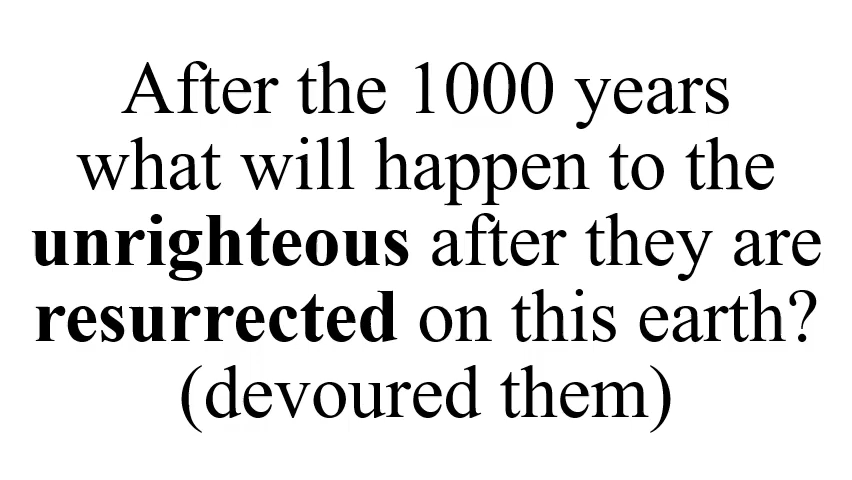 After the 1000 years
what will happen to the
unrighteous after they are
resurrected on this earth?
(devoured them)